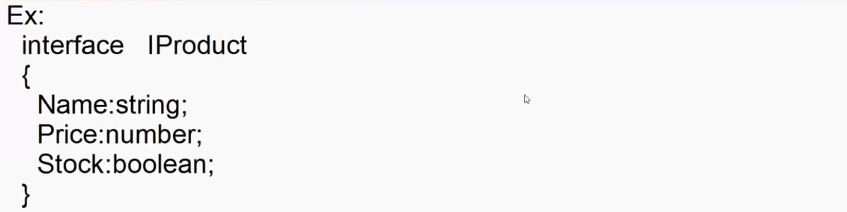 Ex:
interface IProduct
{
Name:string;
Price:number;
Stock:boolean;
}